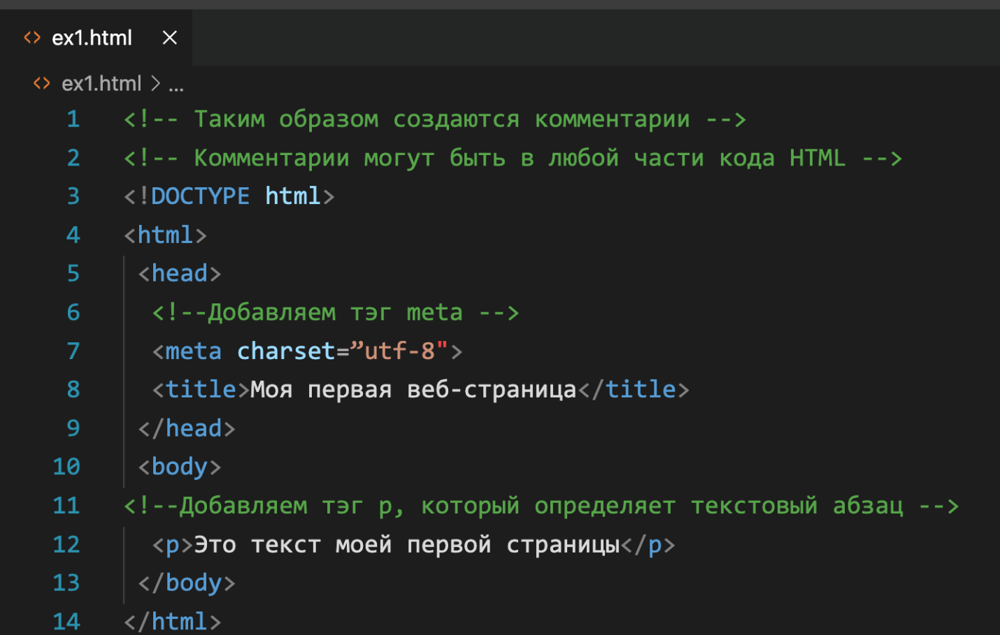 ex1.html
ex1.html > ...
1 <!-- Таким образом создаются комментарии -->
2 <!-- Комментарии могут быть в любой части кода HTML -->
3 <!DOCTYPE html>
4 <html>
5 <head>
6 <!--Добавляем тэг meta -->
7 <meta charset=”utf-8">
8 <title>Моя первая веб-страница</title>
9 </head>
10 <body>
11 <!--Добавляем тэг p, который определяет текстовый абзац -->
12 <p>Это текст моей первой страницы</p>
13 </body>
14 </html>